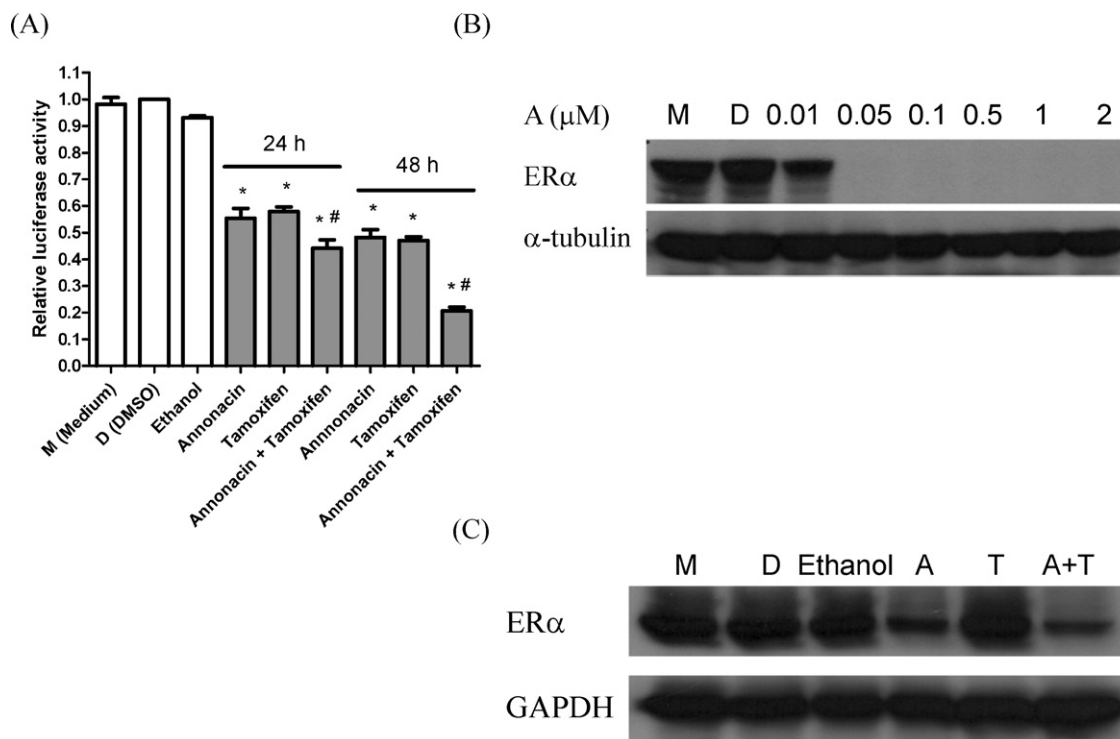 (A)
Relative luciferase activity
1.1
1.0
0.9
0.8
0.7
0.6
0.5
0.4
0.3
0.2
0.1
0.0
24 h
48 h
*
*
* #
*
*
* #
M (Medium)
D (DMSO)
Ethanol
Annonacin
Tamoxifen
Annonacin + Tamoxifen
Annnonacin
Tamoxifen
Annonacin + Tamoxifen
(B)
A (μM) M D 0.01 0.05 0.1 0.5 1 2
ERα
α-tubulin
(C)
M D Ethanol A T A+T
ERα
GAPDH